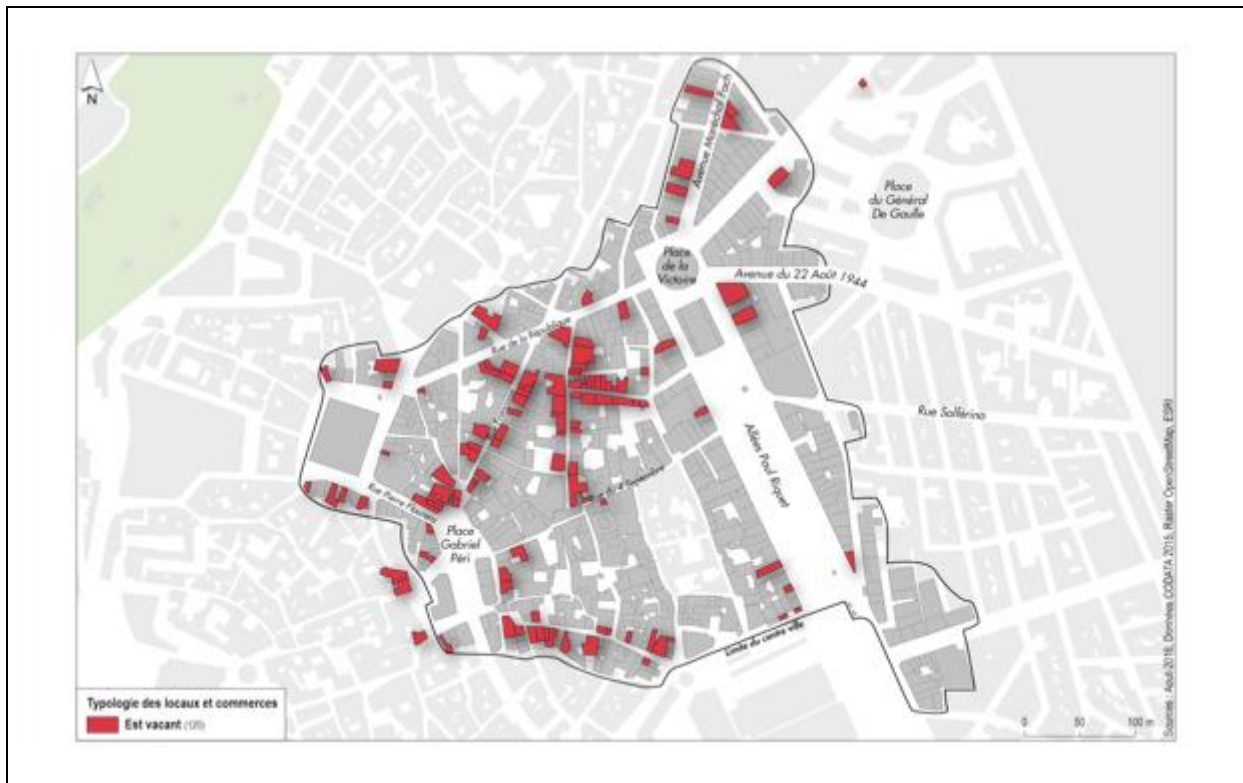 N
Avenue Maréchal Foch
Place
du Général
De Gaulle
Place
de la
Victoire
Avenue du 22 Août 1944
Rue de la République
Rue Solférino
Allées Paul Riquet
4 Septembre
Rue Pierre Flourens
Place
Gabriel
Péri
Limite du centre ville
Typologie des locaux et commerces
Est vacant
0 50 100 m
Sources : Août-2016, Données CODATA 2015, Raster OpenStreetMap, ESRI